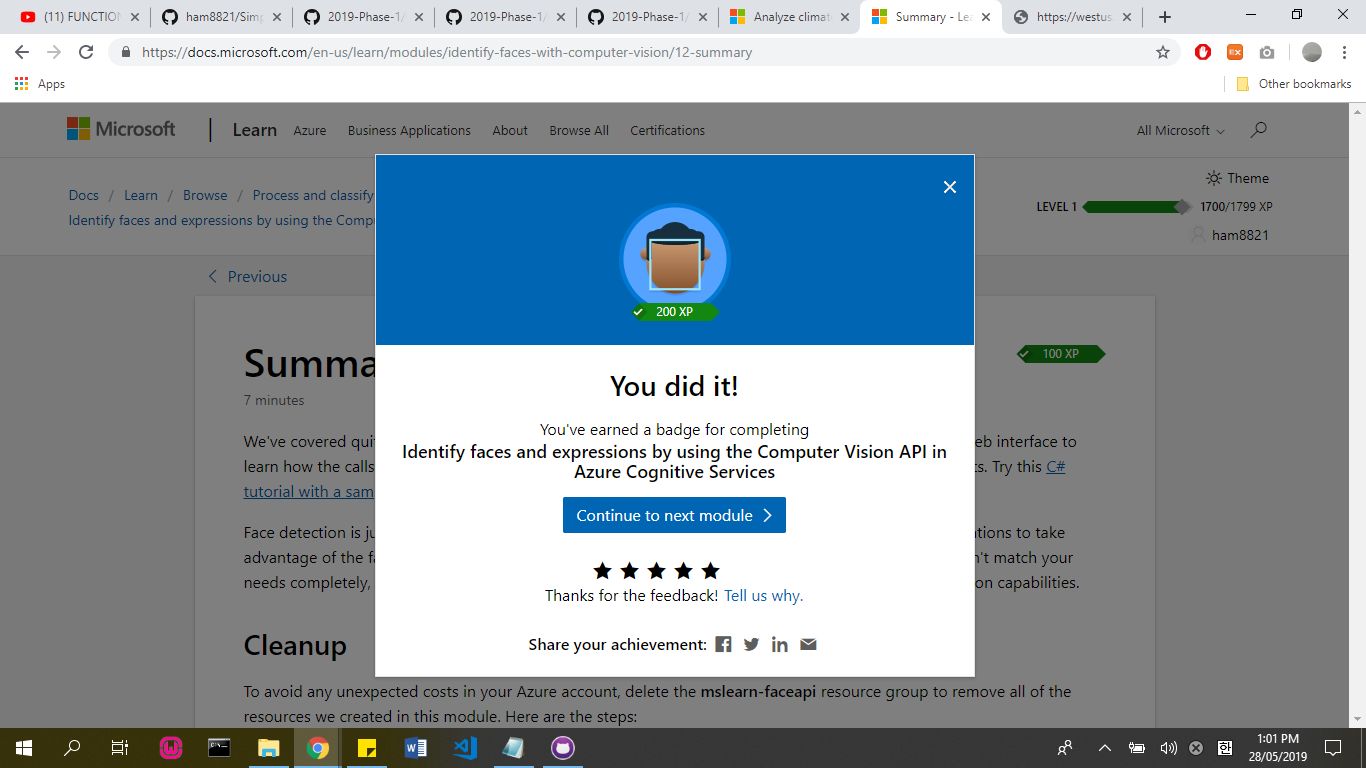 (11) FUNCTION
ham8821/Simp
2019-Phase-1/
2019-Phase-1/
2019-Phase-1/
Analyze climat
Summary - Lea
https://westus.
https://docs.microsoft.com/en-us/learn/modules/identify-faces-with-computer-vision/12-summary
Apps
Other bookmarks
Microsoft
Learn
Azure
Business Applications
About
Browse All
Certifications
All Microsoft
Docs / Learn / Browse / Process and classify
Identify faces and expressions by using the Compu
Theme
LEVEL 1
1700/1799 XP
ham8821
Previous
200 XP
Summa
7 minutes
100 XP
You did it!
You've earned a badge for completing
Identify faces and expressions by using the Computer Vision API in
Azure Cognitive Services
Continue to next module
Thanks for the feedback! Tell us why.
Share your achievement:
We've covered qui
eb interface to
learn how the calls
s. Try this C#
tutorial with a sam
Face detection is ju
ations to take
advantage of the fa
n't match your
needs completely,
on capabilities.
Cleanup
To avoid any unexpected costs in your Azure account, delete the mslearn-faceapi resource group to remove all of the
resources we created in this module. Here are the steps:
한
1:01 PM
28/05/2019